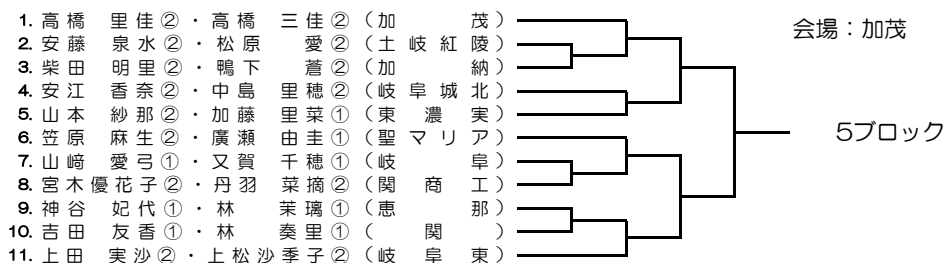 1. 高橋 里佳②・高橋 三佳②（加 茂）
2. 安藤 泉水②・松原 愛②（土岐紅陵）
3. 柴田 明里②・鴨下 蒼②（加 納）
4. 安江 香奈②・中島 里穂②（岐阜城北）
5. 山本 紗那②・加藤 里菜①（東濃実）
6. 笠原 麻生②・廣瀬 由圭①（聖マリア）
7. 山﨑 愛弓①・又賀 千穂①（岐 阜）
8. 宮木優花子②・丹羽 菜摘②（関商工）
9. 神谷 妃代①・林 茉璃①（恵 那）
10. 吉田 友香①・林 奏里①（ 関 ）
11. 上田 実沙②・上松沙季子②（岐阜東）
会場：加茂
5ブロック